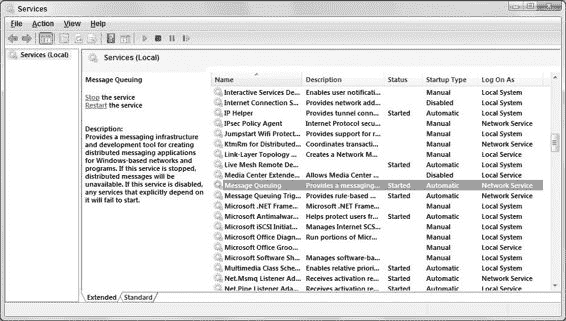 Services
File Action View Help
Services (Local)
Services (Local)
Message Queuing
Stop the service
Restart the service
Description:
Provides a messaging infrastructure
and development tool for creating
distributed messaging applications
for Windows-based networks and
programs. If this service is stopped,
distributed messages will be
unavailable. If this service is disabled,
any services that explicitly depend on
it will fail to start.
Name Description Status Startup Type Log On As
Interactive Services De... Enables user notificati... Manual Local System
Internet Connection S... Provides network add... Disabled Local System
IP Helper Provides tunnel conn... Started Automatic Local System
IPsec Policy Agent Internet Protocol secu... Manual Network Service
Jumpstart Wifi Protect... Provides support for r... Manual Local System
KtmRm for Distributed... Coordinates transacti... Manual Network Service
Link-Layer Topology ... Creates a Network M... Manual Local Service
Live Mesh Remote De... Started Automatic Local System
Media Center Extende... Allows Media Center ... Disabled Local Service
Message Queuing Provides a messaging... Started Automatic Network Service
Message Queuing Trig... Provides rule-based ... Started Automatic Network Service
Microsoft .NET Frame... Microsoft .NET Frame... Manual Local System
Microsoft Antimalwar... Helps protect users fr... Started Manual Local System
Microsoft iSCSI Initiat... Manages Internet SCS... Manual Local System
Microsoft Office Diagn... Run portions of Micr... Manual Local System
Microsoft Office Groo... Manual Local Service
Microsoft Software Sh... Manages software-ba... Manual Local System
Multimedia Class Sche... Enables relative priori... Started Automatic Local System
Net.Msmq Listener Ada... Receives activation re... Started Automatic Network Service
Net.Pipe Listener Ada... Receives activation re... Started Automatic Local Service
Extended Standard